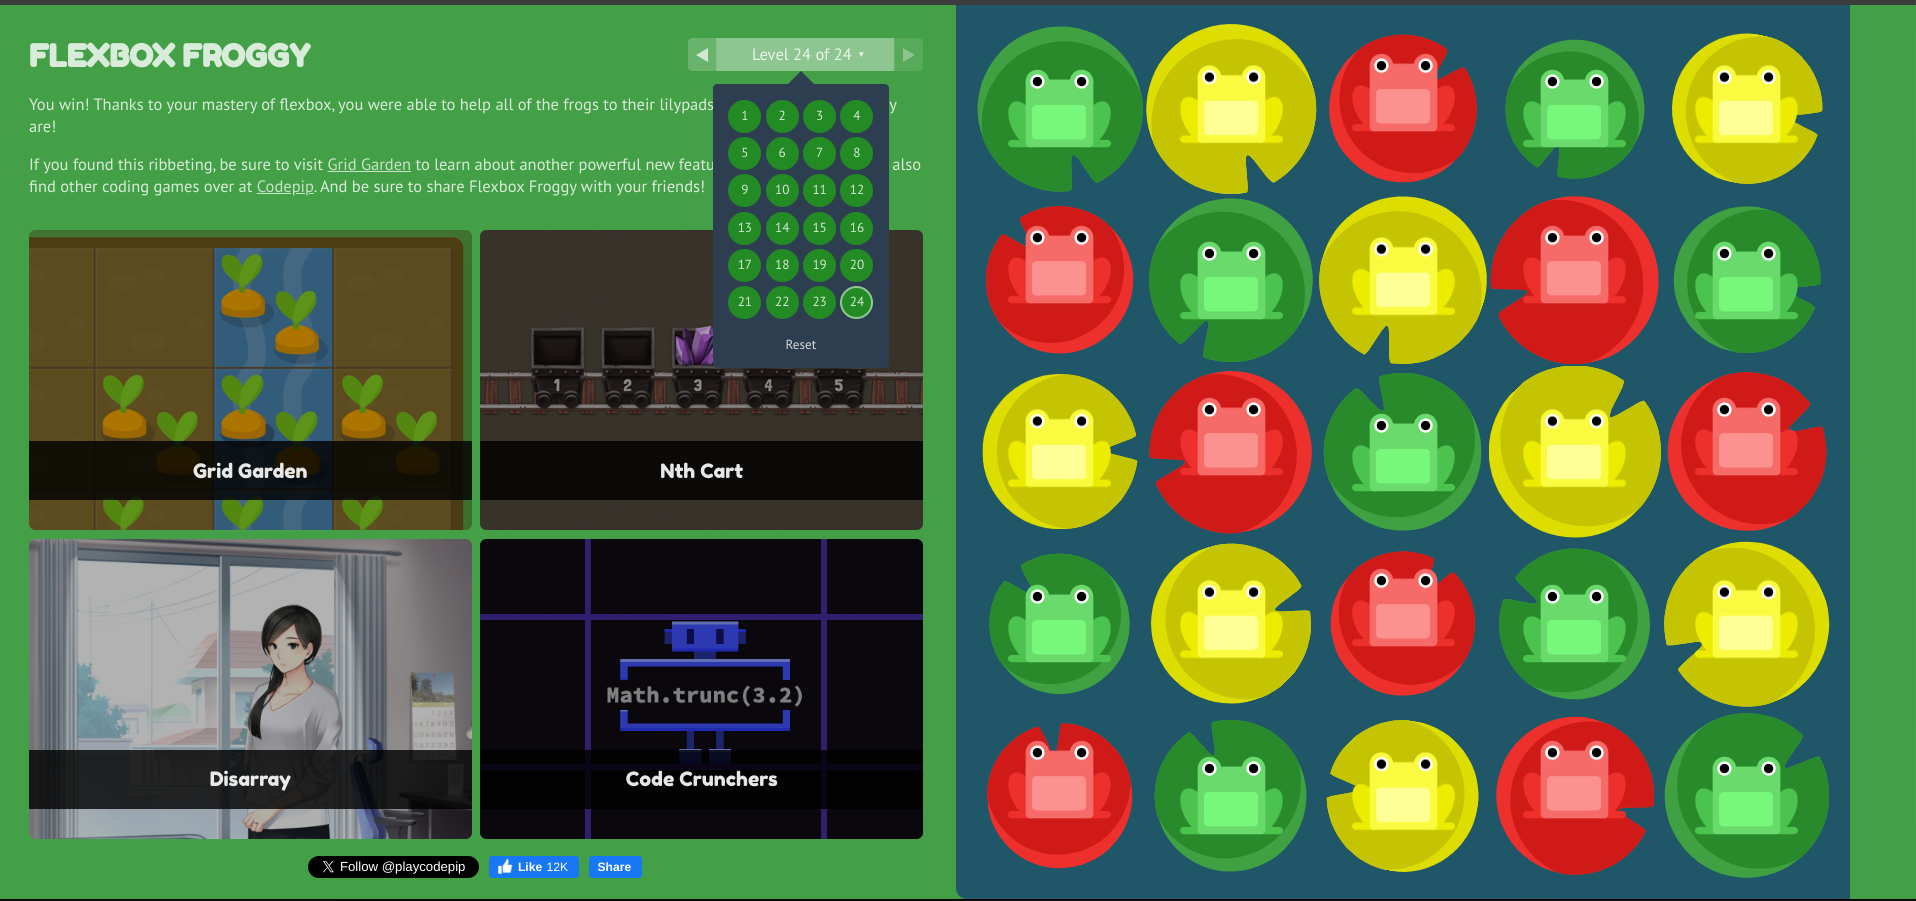 FLEXBOX FROGGY
◀ Level 24 of 24 ▼ ▶
You win! Thanks to your mastery of flexbox, you were able to help all of the frogs to their lilypads
are!
If you found this ribbeting, be sure to visit Grid Garden to learn about another powerful new also
find other coding games over at Codepip. And be sure to share Flexbox Froggy with your friends!
1 2 3 4
5 6 7 8
9 10 11 12
13 14 15 16
17 18 19 20
21 22 23 24
Reset
1 2 3 4 5
Grid Garden
Nth Cart
Math.trunc(3.2)
Disarray
Code Crunchers
Follow @playcodepip
Like 12K
Share